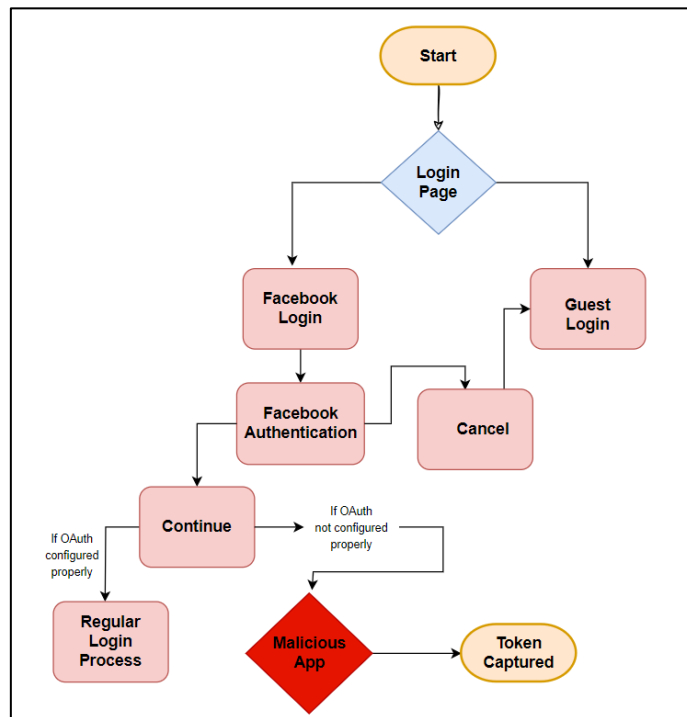 Start
Login
Page
Facebook
Login
Guest
Login
Facebook
Authentication
Cancel
Continue
If OAuth
not configured
properly
If OAuth
configured
properly
Regular
Login
Process
Malicious
App
Token
Captured